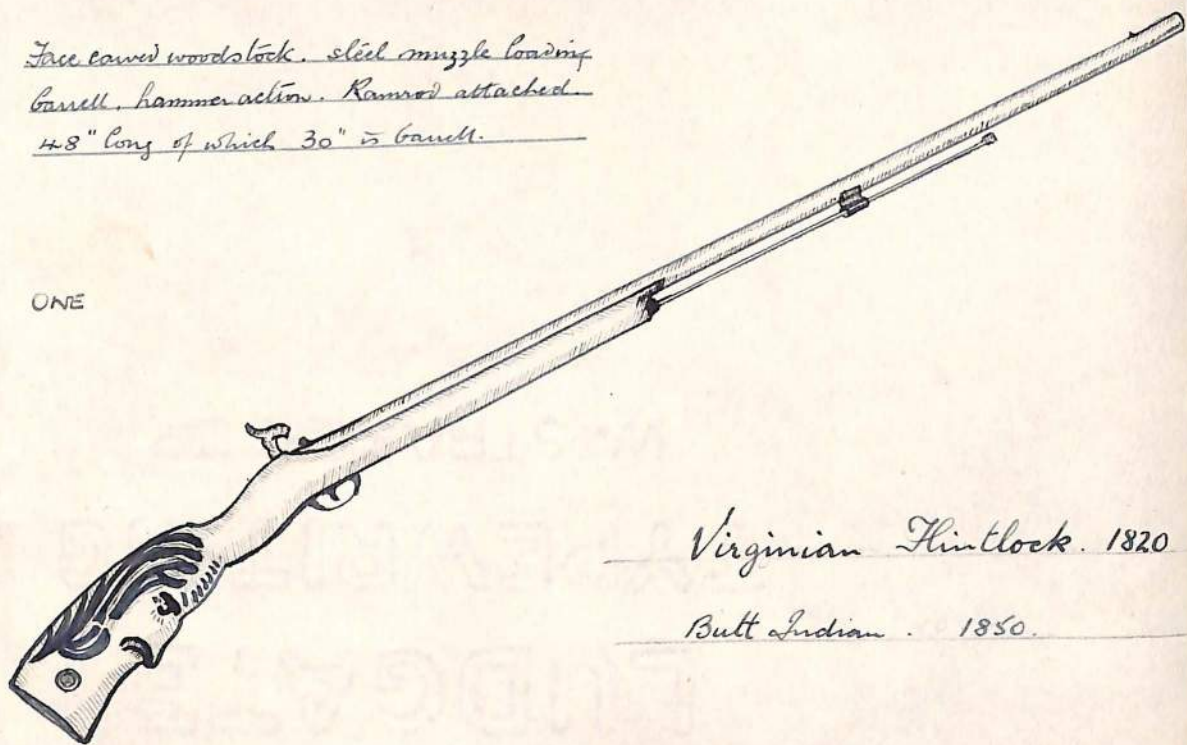 Face carved woodstock. steel muzzle loading
barrell. hammer action. Ramrod attached.
48" long of which 30" is barrell.
ONE
Virginian Flintlock. 1820
Butt Indian. 1850.